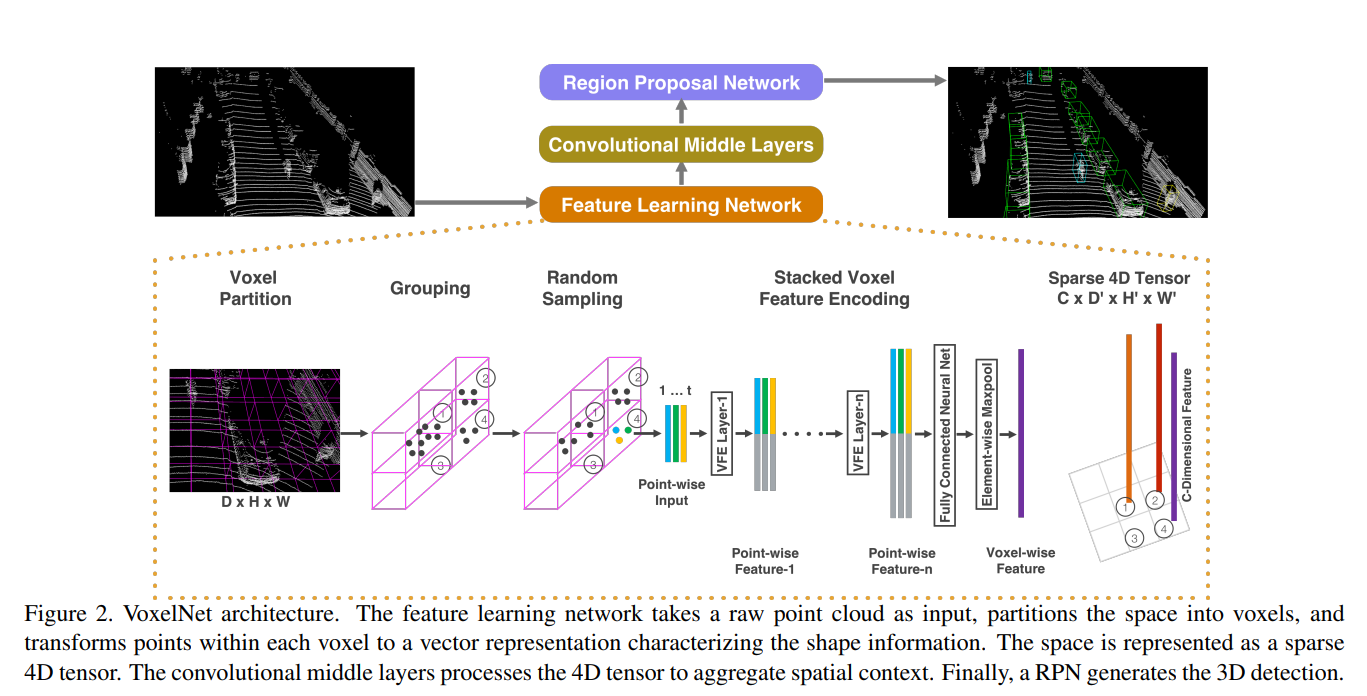 Region Proposal Network
Convolutional Middle Layers
Feature Learning Network
Voxel
Partition
Grouping
Random
Sampling
Stacked Voxel
Feature Encoding
Sparse 4D Tensor
C x D' x H' x W'
D x H x W
1
2
3
4
1
2
3
4
1 ... t
Point-wise
Input
VFE Layer-1
Point-wise
Feature-1
VFE Layer-n
Point-wise
Feature-n
Fully Connected Neural Net
Element-wise Maxpool
Voxel-wise
Feature
C-Dimensional Feature
1
2
3
4
Figure 2. VoxelNet architecture. The feature learning network takes a raw point cloud as input, partitions the space into voxels, and
transforms points within each voxel to a vector representation characterizing the shape information. The space is represented as a sparse
4D tensor. The convolutional middle layers processes the 4D tensor to aggregate spatial context. Finally, a RPN generates the 3D detection.